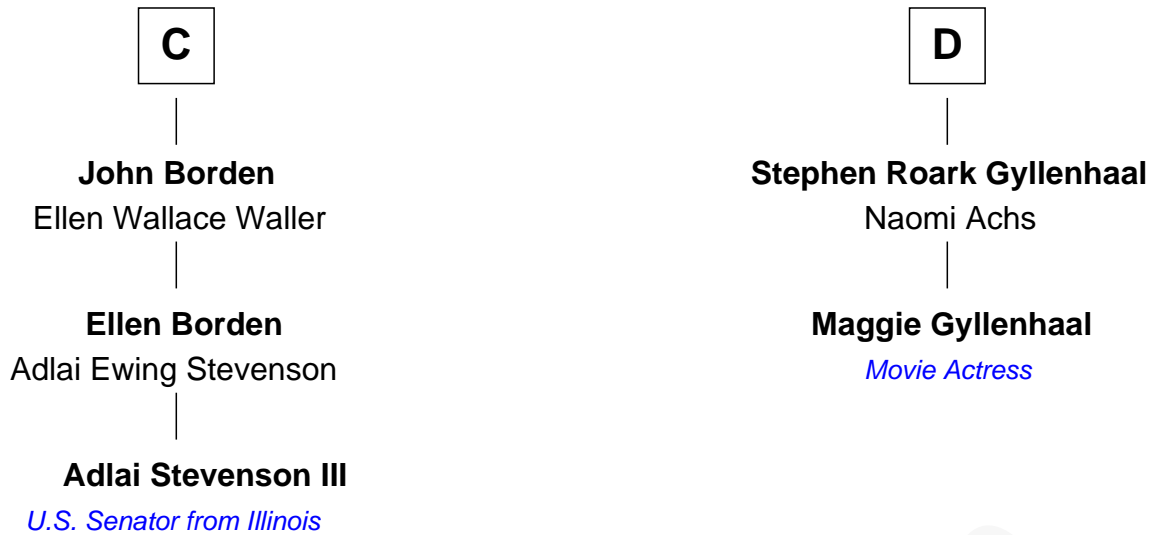 C
John Borden
Ellen Wallace Waller
Ellen Borden
Adlai Ewing Stevenson
Adlai Stevenson III
U.S. Senator from Illinois
D
Stephen Roark Gyllenhaal
Naomi Achs
Maggie Gyllenhaal
Movie Actress